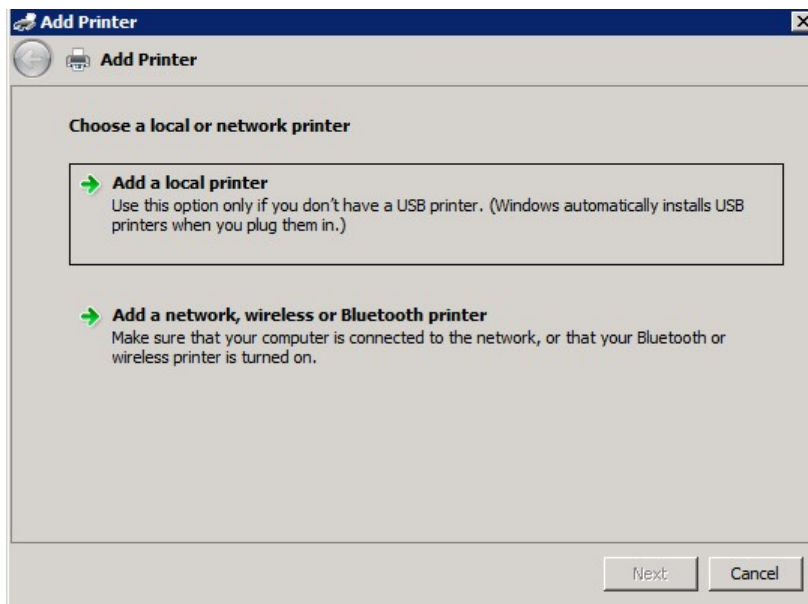 Add Printer
Add Printer
Choose a local or network printer
Add a local printer
Use this option only if you don't have a USB printer. (Windows automatically installs USB
printers when you plug them in.)
Add a network, wireless or Bluetooth printer
Make sure that your computer is connected to the network, or that your Bluetooth or
wireless printer is turned on.
Next
Cancel